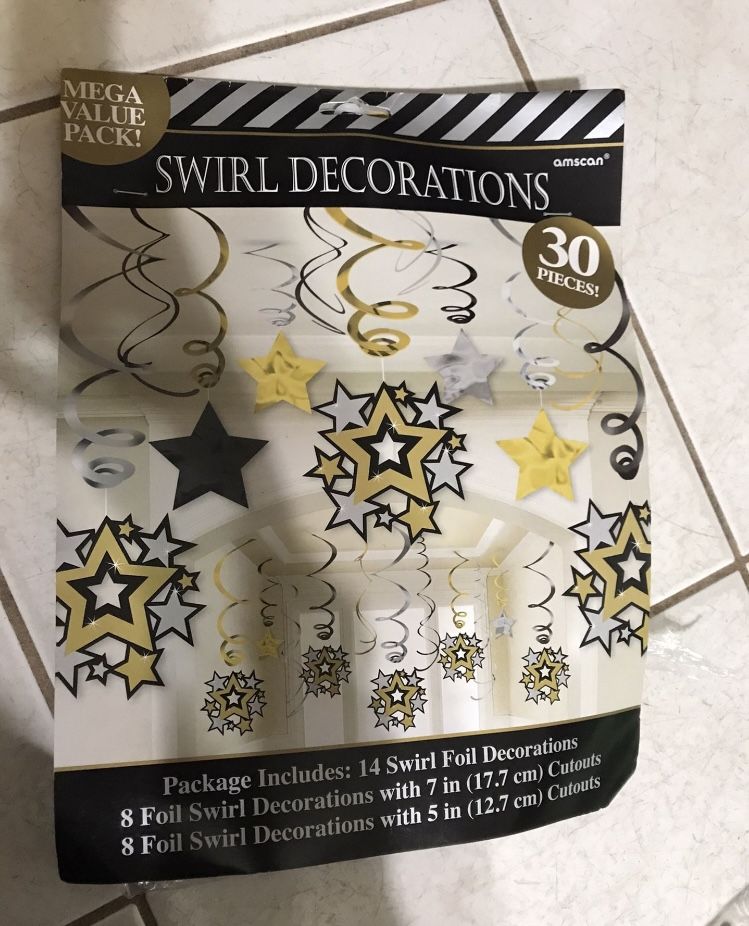 MEGA
VALUE
PACK!
amscan®
SWIRL DECORATIONS
30
PIECES!
Package Includes: 14 Swirl Foil Decorations
8 Foil Swirl Decorations with 7 in (17.7 cm) Cutouts
8 Foil Swirl Decorations with 5 in (12.7 cm) Cutouts